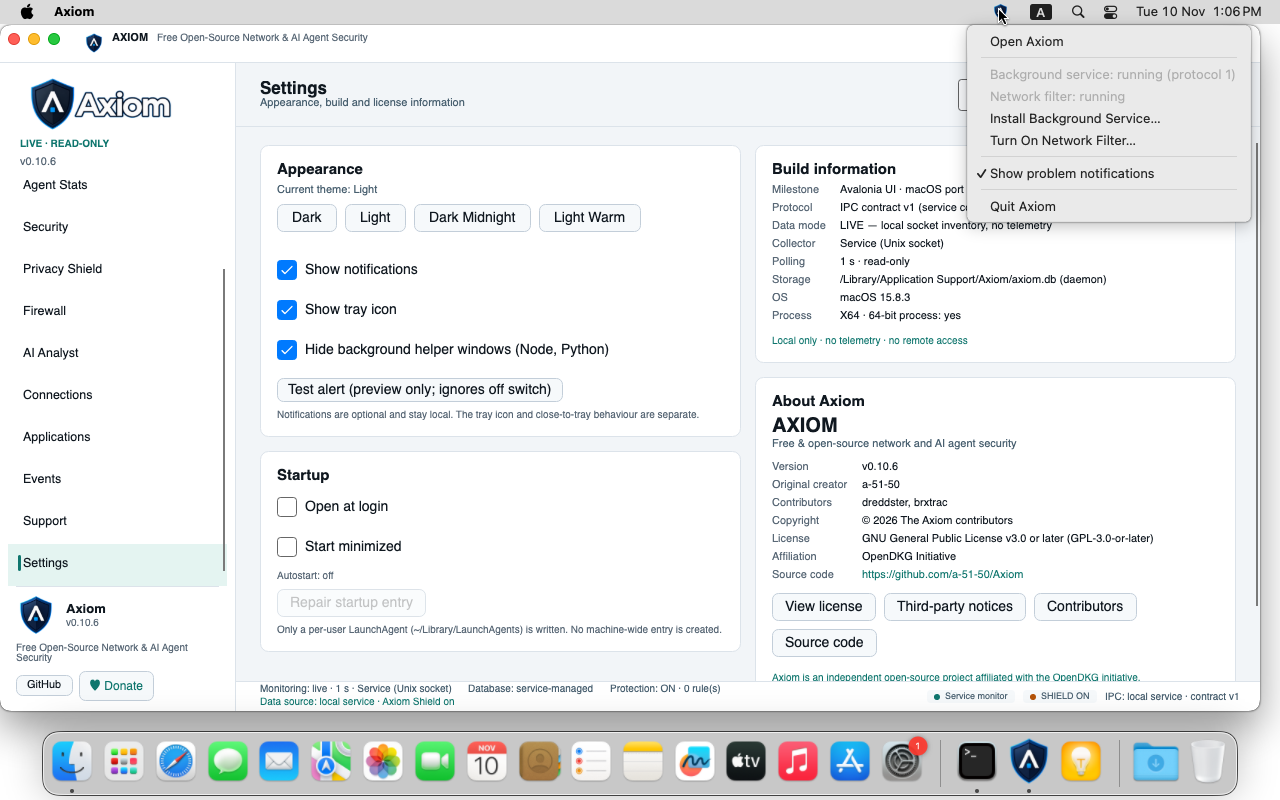 Axiom
A
Tue 10 Nov 1:06 PM
AXIOM Free Open-Source Network & AI Agent Security
Open Axiom
Background service: running (protocol 1)
Network filter: running
Install Background Service...
Turn On Network Filter...
✓ Show problem notifications
Quit Axiom
Axiom
LIVE · READ-ONLY
v0.10.6
Agent Stats
Security
Privacy Shield
Firewall
AI Analyst
Connections
Applications
Events
Support
Settings
Axiom
v0.10.6
Free Open-Source Network & AI Agent
Security
GitHub
Donate
Settings
Appearance, build and license information
Appearance
Current theme: Light
Dark
Light
Dark Midnight
Light Warm
Show notifications
Show tray icon
Hide background helper windows (Node, Python)
Test alert (preview only; ignores off switch)
Notifications are optional and stay local. The tray icon and close-to-tray behaviour are separate.
Startup
Open at login
Start minimized
Autostart: off
Repair startup entry
Only a per-user LaunchAgent (~/Library/LaunchAgents) is written. No machine-wide entry is created.
Build information
Milestone Avalonia UI · macOS port
Protocol IPC contract v1 (service
Data mode LIVE — local socket inventory, no telemetry
Collector Service (Unix socket)
Polling 1 s · read-only
Storage /Library/Application Support/Axiom/axiom.db (daemon)
OS macOS 15.8.3
Process X64 · 64-bit process: yes
Local only · no telemetry · no remote access
About Axiom
AXIOM
Free & open-source network and AI agent security
Version v0.10.6
Original creator a-51-50
Contributors dreddster, brxtrac
Copyright © 2026 The Axiom contributors
License GNU General Public License v3.0 or later (GPL-3.0-or-later)
Affiliation OpenDKG Initiative
Source code https://github.com/a-51-50/Axiom
View license
Third-party notices
Contributors
Source code
Axiom is an independent open-source project affiliated with the OpenDKG Initiative.
Monitoring: live · 1 s · Service (Unix socket) Database: service-managed Protection: ON · 0 rule(s)
Data source: local service · Axiom Shield on
Service monitor
SHIELD ON
IPC: local service · contract v1
NOV
10
tv
1
>_